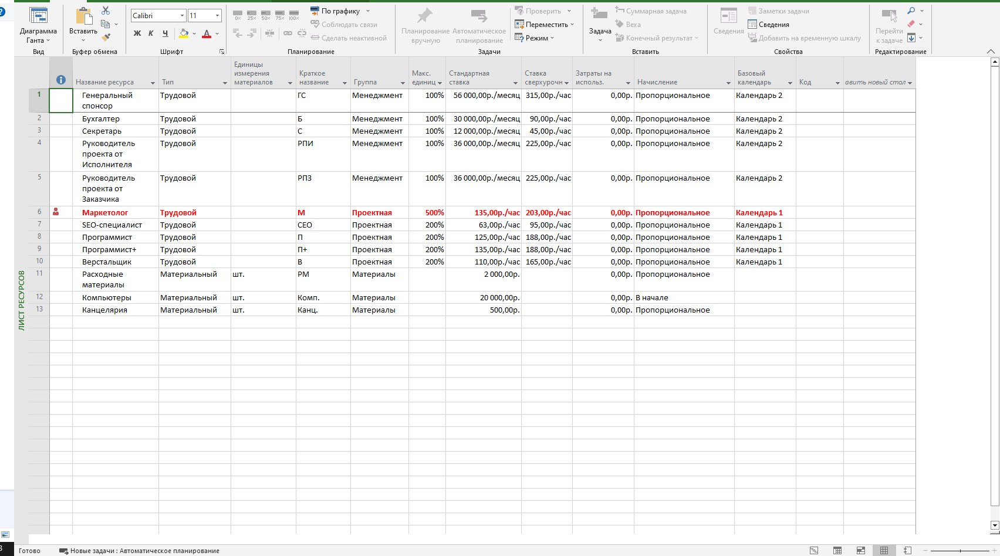 Диаграмма Ганта
Вид
Вставить
Буфер обмена
Calibri 11
Ж К Ч А
Шрифт
0% 25% 50% 75% 100%
По графику
Соблюдать связи
Сделать неактивной
Планирование
Планирование вручную
Автоматическое планирование
Проверить
Переместить
Режим
Задачи
Задача
Суммарная задача
Веха
Конечный результат
Вставить
Сведения
Заметки задачи
Сведения
Добавить на временную шкалу
Свойства
Перейти к задаче
Редактирование
Название ресурса Тип Единицы измерения материалов Краткое название Группа Макс. единиц Стандартная ставка Ставка сверхурочн Затраты на использ. Начисление Базовый календарь Код авить новый стол
1 Генеральный спонсор Трудовой ГС Менеджмент 100% 56 000,00р./месяц 315,00р./час 0,00р. Пропорциональное Календарь 2
2 Бухгалтер Трудовой Б Менеджмент 100% 30 000,00р./месяц 90,00р./час 0,00р. Пропорциональное Календарь 2
3 Секретарь Трудовой С Менеджмент 100% 12 000,00р./месяц 45,00р./час 0,00р. Пропорциональное Календарь 2
4 Руководитель проекта от Исполнителя Трудовой РПИ Менеджмент 100% 36 000,00р./месяц 225,00р./час 0,00р. Пропорциональное Календарь 2
5 Руководитель проекта от Заказчика Трудовой РПЗ Менеджмент 100% 36 000,00р./месяц 225,00р./час 0,00р. Пропорциональное Календарь 2
6 Маркетолог Трудовой М Проектная 500% 135,00р./час 203,00р./час 0,00р. Пропорциональное Календарь 1
7 SEO-специалист Трудовой СЕО Проектная 200% 63,00р./час 95,00р./час 0,00р. Пропорциональное Календарь 1
8 Программист Трудовой П Проектная 200% 125,00р./час 188,00р./час 0,00р. Пропорциональное Календарь 1
9 Программист+ Трудовой П+ Проектная 200% 135,00р./час 188,00р./час 0,00р. Пропорциональное Календарь 1
10 Верстальщик Трудовой В Проектная 200% 110,00р./час 165,00р./час 0,00р. Пропорциональное Календарь 1
11 Расходные материалы Материальный шт. РМ Материалы 2 000,00р. 0,00р. Пропорциональное
12 Компьютеры Материальный шт. Комп. Материалы 20 000,00р. 0,00р. В начале
13 Канцелярия Материальный шт. Канц. Материалы 500,00р. 0,00р. Пропорциональное
ЛИСТ РЕСУРСОВ
3
Готово
Новые задачи : Автоматическое планирование